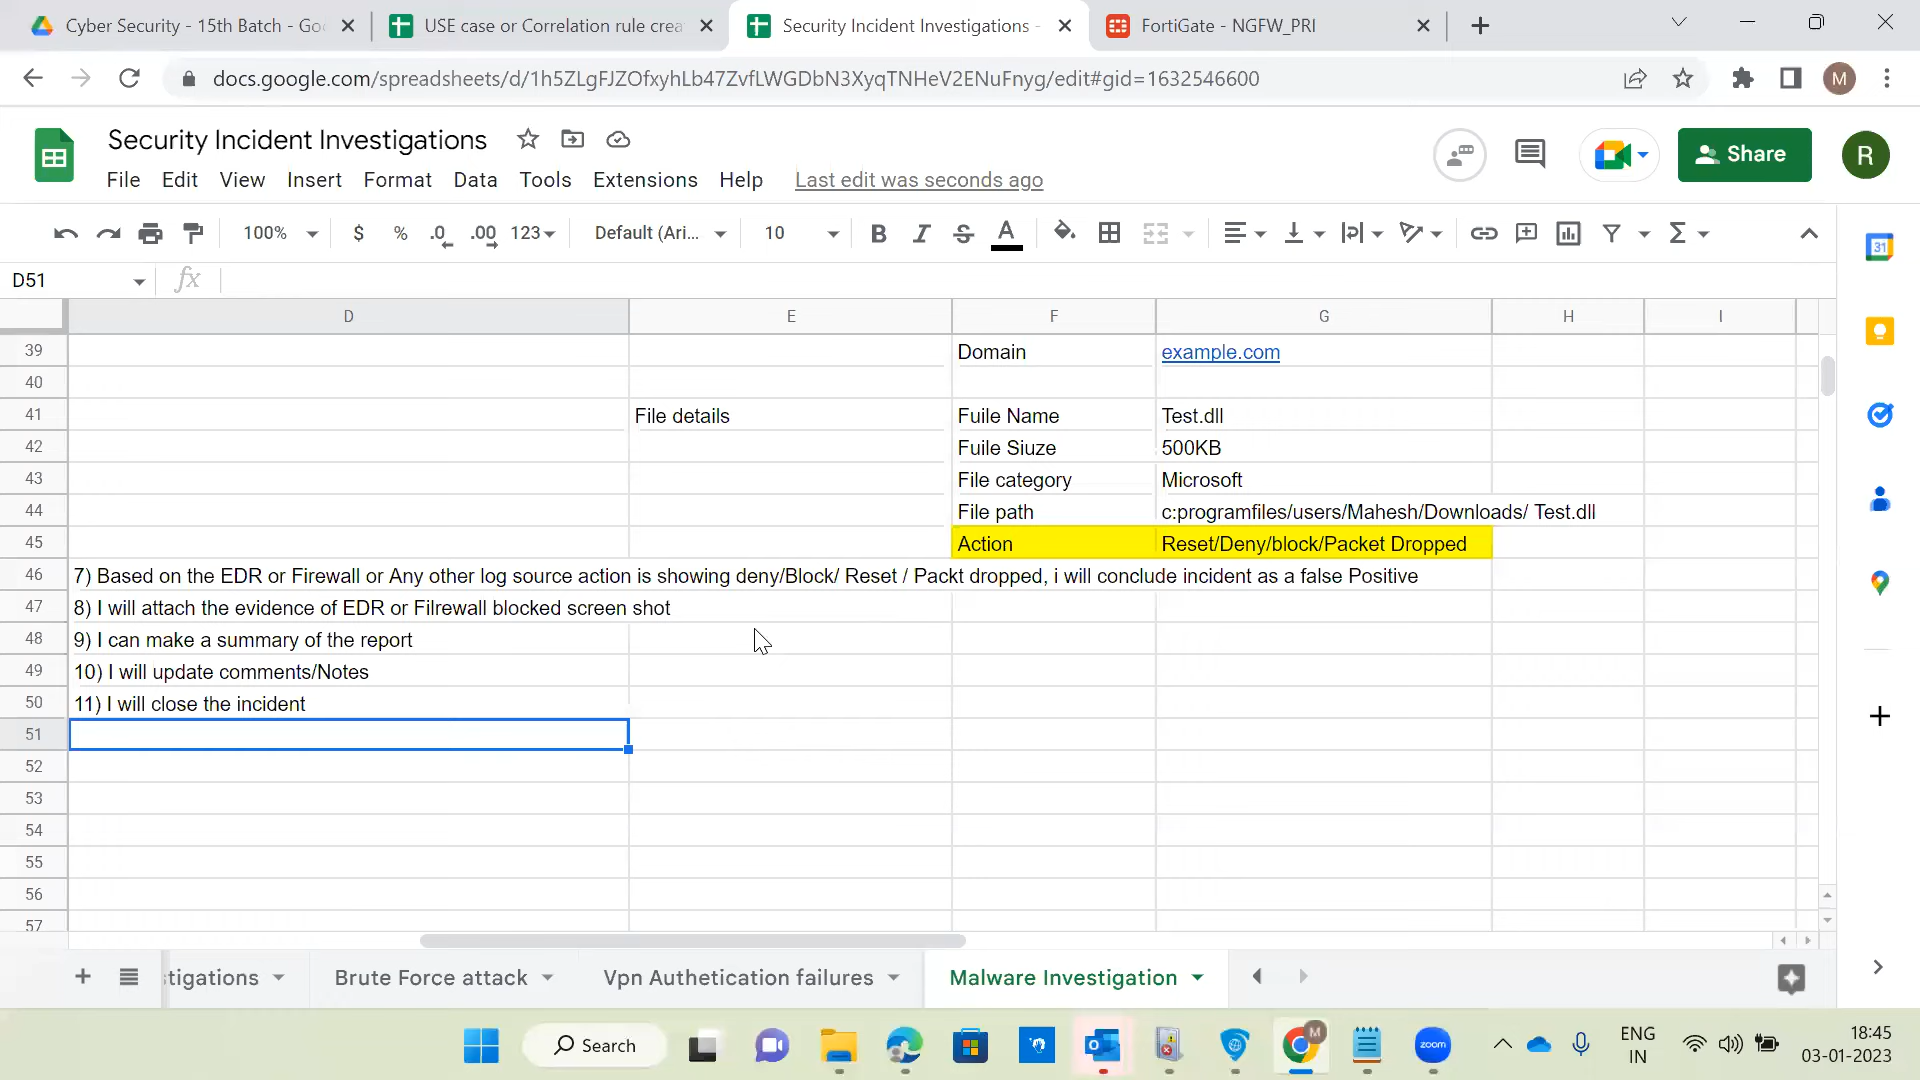 Cyber Security - 15th Batch - Go
USE case or Correlation rule crea
Security Incident Investigations -
FortiGate - NGFW_PRI
docs.google.com/spreadsheets/d/1h5ZLgFJZOfxyhLb47ZvfLWGDbN3XyqTNHeV2ENuFnyg/edit#gid=1632546600
M
Security Incident Investigations
Share
R
File Edit View Insert Format Data Tools Extensions Help Last edit was seconds ago
100% $ % .0 .00 123 Default (Ari... 10 B I S A
31
D51
fx
D E F G H I
39 Domain example.com
40
41 File details Fuile Name Test.dll
42 Fuile Siuze 500KB
43 File category Microsoft
44 File path c:programfiles/users/Mahesh/Downloads/ Test.dll
45 Action Reset/Deny/block/Packet Dropped
46 7) Based on the EDR or Firewall or Any other log source action is showing deny/Block/ Reset / Packt dropped, i will conclude incident as a false Positive
47 8) I will attach the evidence of EDR or Filrewall blocked screen shot
48 9) I can make a summary of the report
49 10) I will update comments/Notes
50 11) I will close the incident
51
52
53
54
55
56
57
tigations Brute Force attack Vpn Authetication failures Malware Investigation
Search
zoom
M
ENG
IN
18:45
03-01-2023